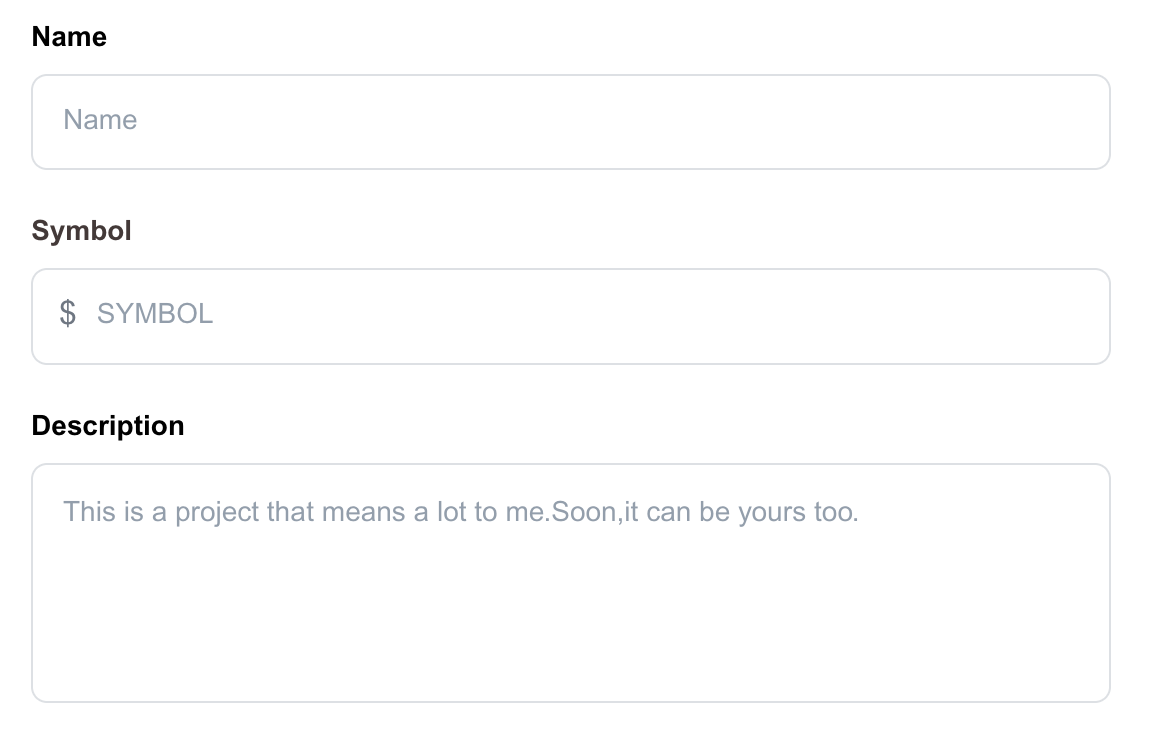 Name
Name
Symbol
$ SYMBOL
Description
This is a project that means a lot to me.Soon,it can be yours too.